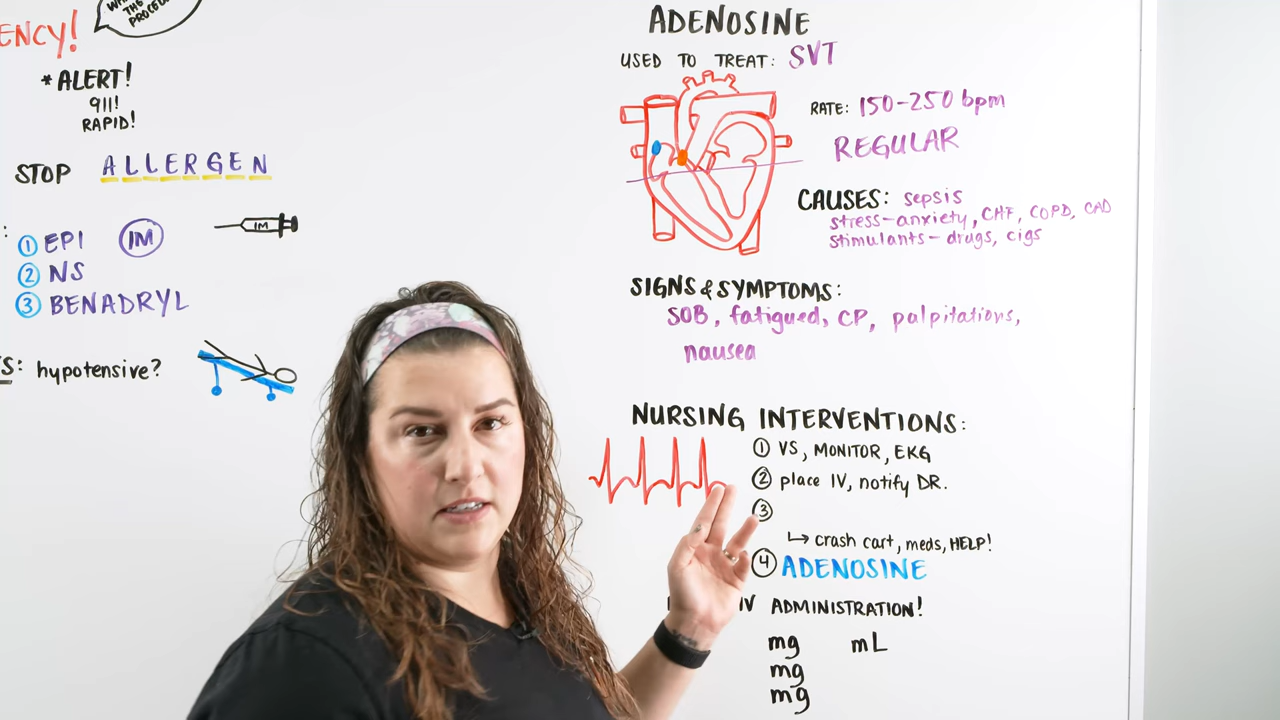 WHA
THE
PROCEDU
ENCY!
* ALERT!
911!
RAPID!
STOP ALLERGEN
:
① EPI IM
IM
② NS
③ BENADRYL
S: hypotensive?
ADENOSINE
USED TO TREAT: SVT
RATE: 150-250 bpm
REGULAR
CAUSES: sepsis
stress-anxiety, CHF, COPD, CAD
stimulants - drugs, cigs
SIGNS & SYMPTOMS:
SOB, fatigued, CP, palpitations,
nausea
NURSING INTERVENTIONS:
① VS, MONITOR, EKG
② place IV, notify DR.
③
↳ crash cart, meds, HELP!
④ ADENOSINE
IV ADMINISTRATION!
mg mL
mg
mg